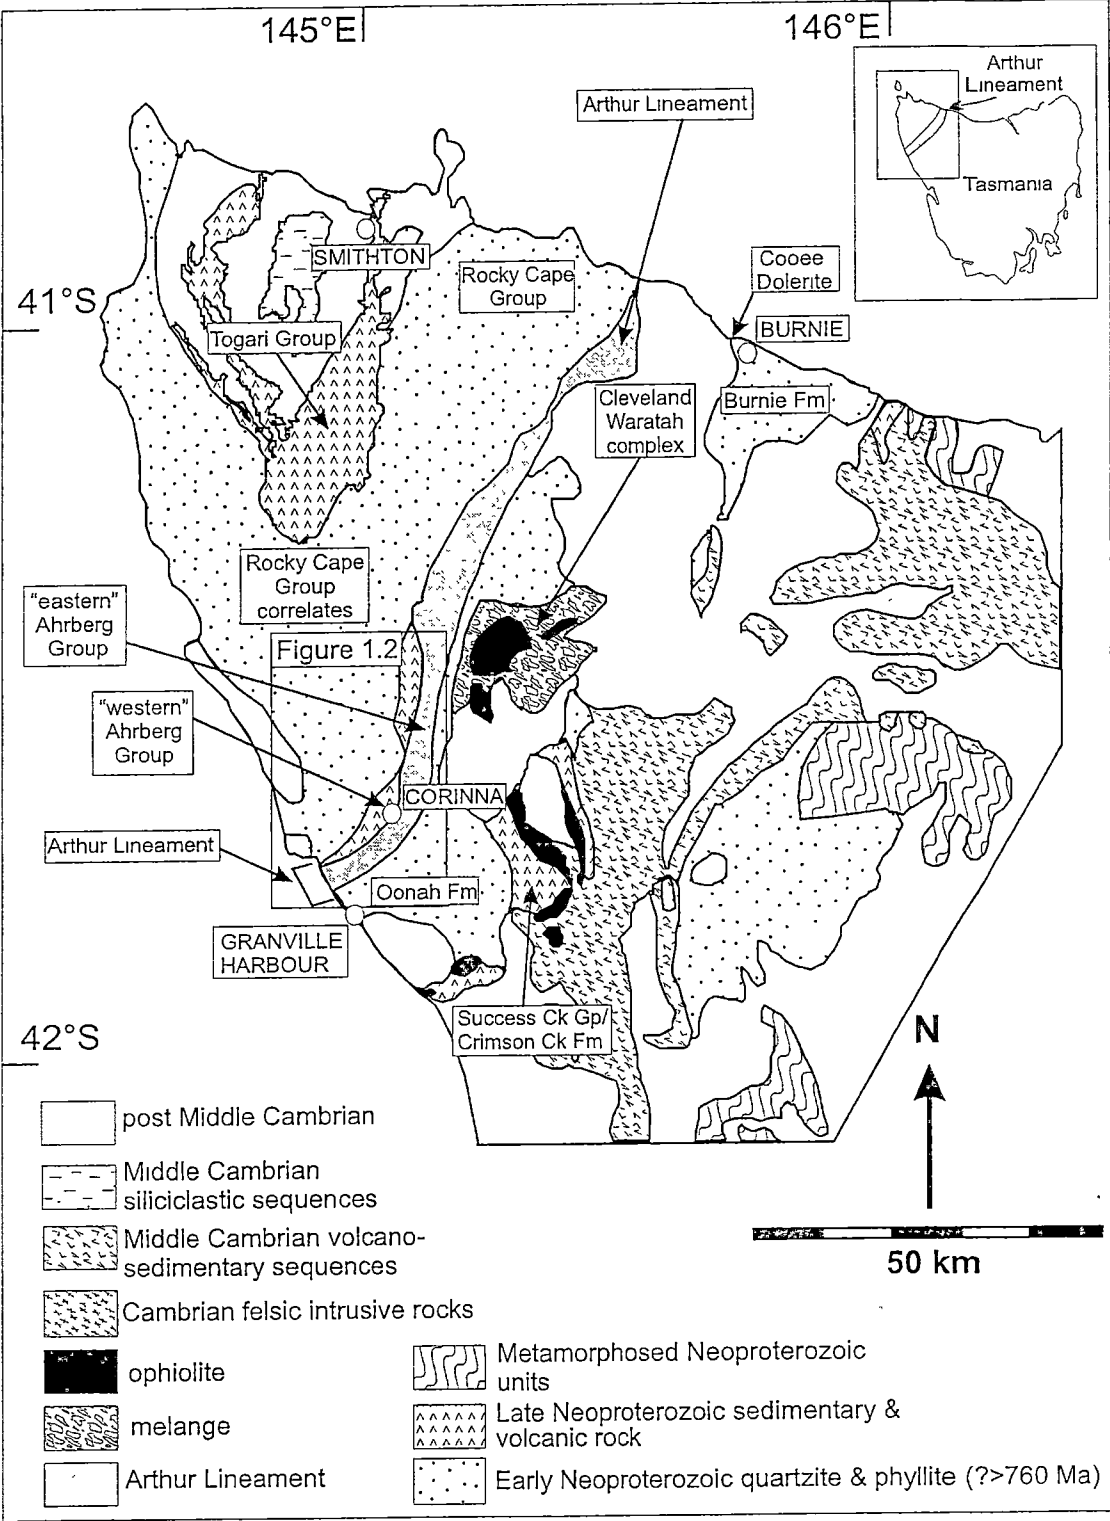 145°E
146°E
Arthur
Lineament
Tasmania
Arthur Lineament
SMITHTON
Rocky Cape
Group
Cooee
Dolerite
41°S
BURNIE
Togari Group
Cleveland
Waratah
complex
Burnie Fm
Rocky Cape
Group
correlates
"eastern"
Ahrberg
Group
Figure 1.2
"western"
Ahrberg
Group
CORINNA
Arthur Lineament
Oonah Fm
GRANVILLE
HARBOUR
Success Ck Gp/
Crimson Ck Fm
42°S
N
50 km
post Middle Cambrian
Middle Cambrian
siliciclastic sequences
Middle Cambrian volcano-
sedimentary sequences
Cambrian felsic intrusive rocks
ophiolite
melange
Arthur Lineament
Metamorphosed Neoproterozoic
units
Late Neoproterozoic sedimentary &
volcanic rock
Early Neoproterozoic quartzite & phyllite (?>760 Ma)